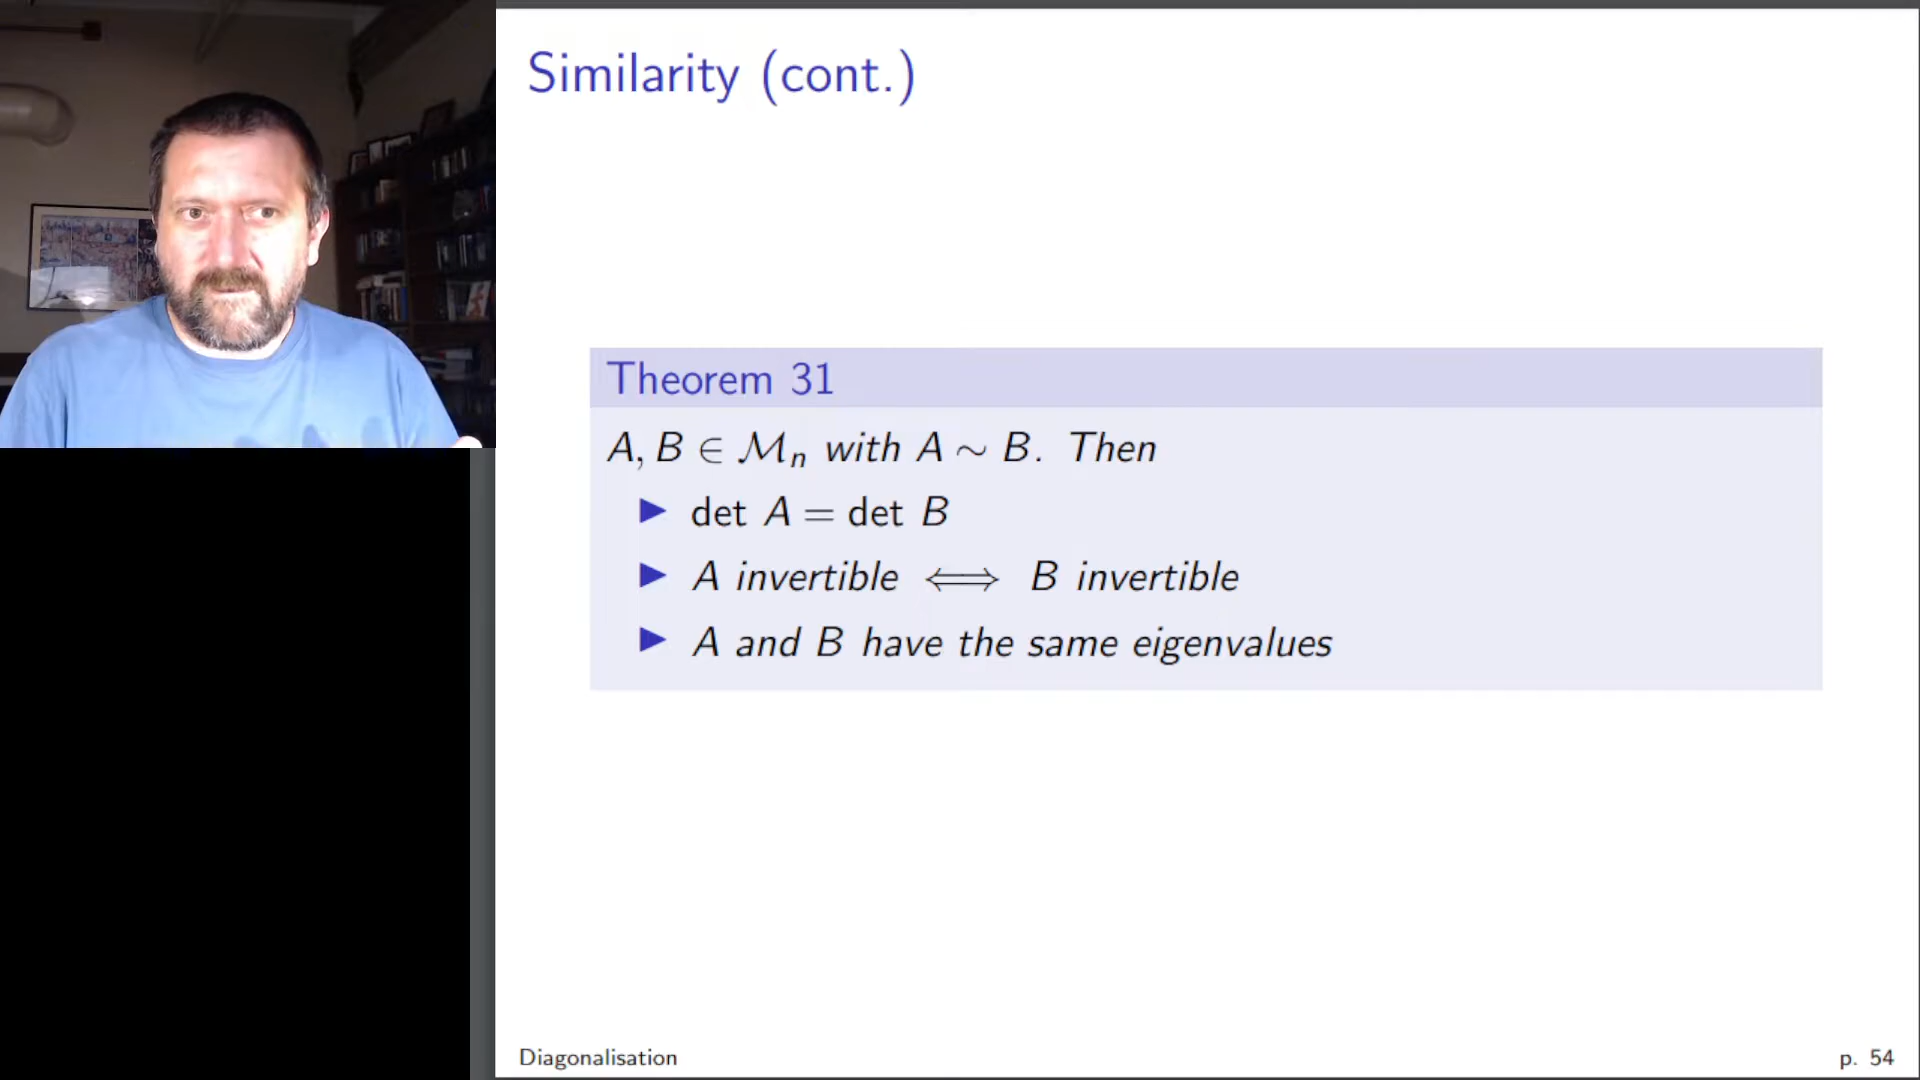 Similarity (cont.)
Theorem 31
A, B ∈ ℳₙ with A ∼ B. Then
▶ det A = det B
▶ A invertible ⟺ B invertible
▶ A and B have the same eigenvalues
Diagonalisation
p. 54